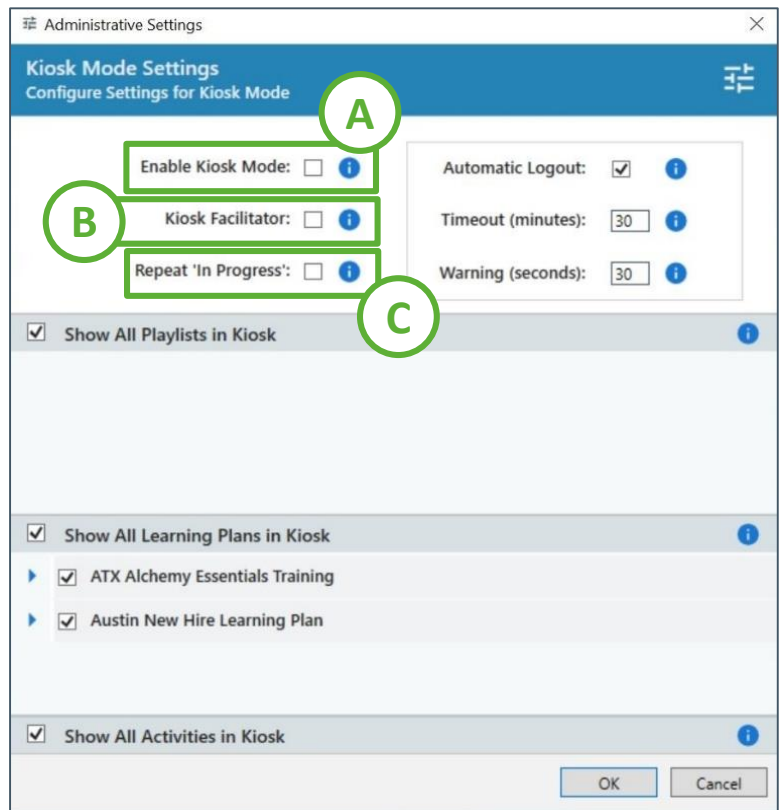 Administrative Settings
Kiosk Mode Settings
Configure Settings for Kiosk Mode
A
Enable Kiosk Mode:
B
Kiosk Facilitator:
Repeat 'In Progress':
C
Automatic Logout:
Timeout (minutes): 30
Warning (seconds): 30
Show All Playlists in Kiosk
Show All Learning Plans in Kiosk
ATX Alchemy Essentials Training
Austin New Hire Learning Plan
Show All Activities in Kiosk
OK Cancel